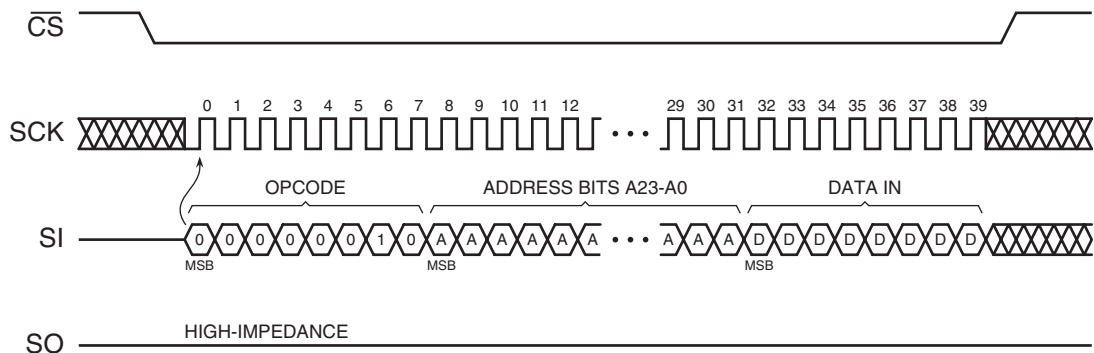 CS
SCK 0 1 2 3 4 5 6 7 8 9 10 11 12 29 30 31 32 33 34 35 36 37 38 39
OPCODE ADDRESS BITS A23-A0 DATA IN
SI 0 0 0 0 0 0 1 0 A A A A A A A A A D D D D D D D D
MSB MSB MSB
HIGH-IMPEDANCE
SO